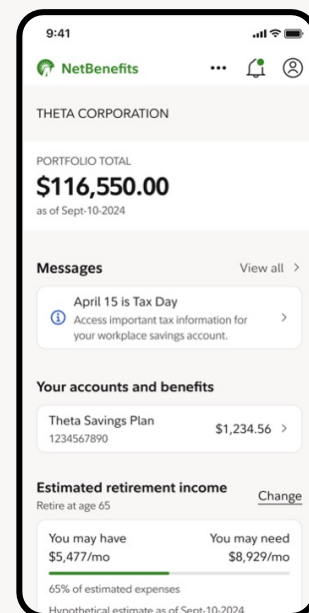 9:41
NetBenefits
THETA CORPORATION
PORTFOLIO TOTAL
$116,550.00
as of Sept-10-2024
Messages View all
April 15 is Tax Day
Access important tax information for
your workplace savings account.
Your accounts and benefits
Theta Savings Plan
1234567890
$1,234.56
Estimated retirement income
Retire at age 65
Change
You may have
$5,477/mo
You may need
$8,929/mo
65% of estimated expenses
Hypothetical estimate as of Sept-10-2024